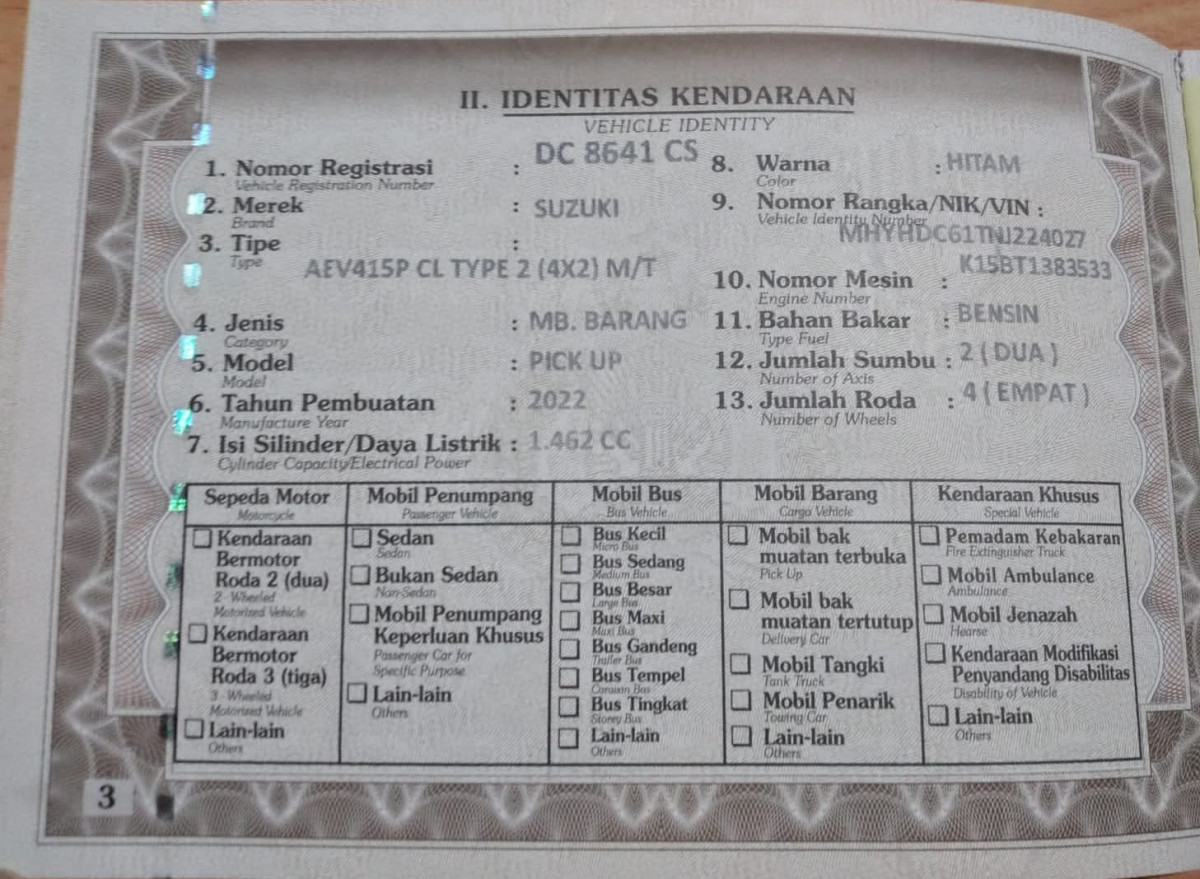 II. IDENTITAS KENDARAAN
VEHICLE IDENTITY
1. Nomor Registrasi : DC 8641 CS
Vehicle Registration Number
2. Merek : SUZUKI
Brand
3. Tipe :
Type
AEV415P CL TYPE 2 (4X2) M/T
4. Jenis : MB. BARANG
Category
5. Model : PICK UP
Model
6. Tahun Pembuatan : 2022
Manufacture Year
7. Isi Silinder/Daya Listrik : 1.462 CC
Cylinder Capacity/Electrical Power
8. Warna : HITAM
Color
9. Nomor Rangka/NIK/VIN :
Vehicle Identity Number
MHYHDC61TNJ224027
10. Nomor Mesin : K15BT1383533
Engine Number
11. Bahan Bakar : BENSIN
Type Fuel
12. Jumlah Sumbu : 2 ( DUA )
Number of Axis
13. Jumlah Roda : 4 ( EMPAT )
Number of Wheels
Sepeda Motor
Motorcycle
Kendaraan
Bermotor
Roda 2 (dua)
2 - Wheeled
Motorized Vehicle
Kendaraan
Bermotor
Roda 3 (tiga)
3 - Wheeled
Motorized Vehicle
Lain-lain
Others
Mobil Penumpang
Passenger Vehicle
Sedan
Sedan
Bukan Sedan
Non-Sedan
Mobil Penumpang
Keperluan Khusus
Passenger Car for
Specific Purpose
Lain-lain
Others
Mobil Bus
Bus Vehicle
Bus Kecil
Micro Bus
Bus Sedang
Medium Bus
Bus Besar
Large Bus
Bus Maxi
Maxi Bus
Bus Gandeng
Trailer Bus
Bus Tempel
Caravan Bus
Bus Tingkat
Storey Bus
Lain-lain
Others
Mobil Barang
Cargo Vehicle
Mobil bak
muatan terbuka
Pick Up
Mobil bak
muatan tertutup
Delivery Car
Mobil Tangki
Tank Truck
Mobil Penarik
Towing Car
Lain-lain
Others
Kendaraan Khusus
Special Vehicle
Pemadam Kebakaran
Fire Extinguisher Truck
Mobil Ambulance
Ambulance
Mobil Jenazah
Hearse
Kendaraan Modifikasi
Penyandang Disabilitas
Disability of Vehicle
Lain-lain
Others
3